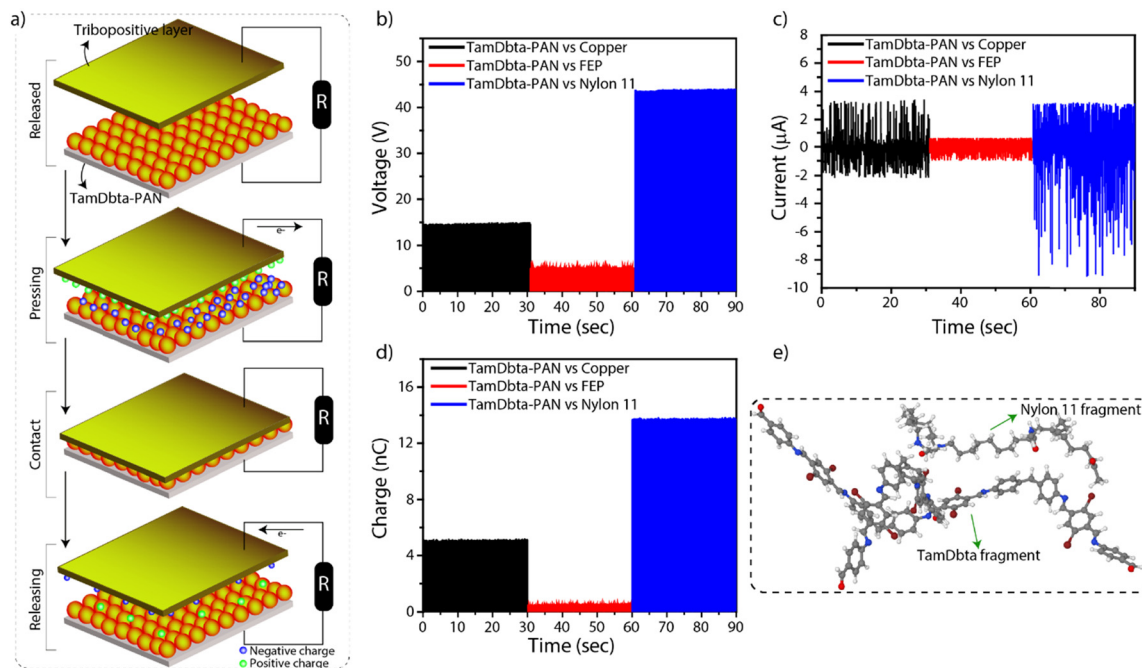 a)
Tribopositive layer
Released
R
TamDbta-PAN
Pressing
e-
R
Contact
R
Releasing
e-
R
Negative charge
Positive charge
b)
TamDbta-PAN vs Copper
TamDbta-PAN vs FEP
TamDbta-PAN vs Nylon 11
Voltage (V)
50
40
30
20
10
0
0 10 20 30 40 50 60 70 80 90
Time (sec)
c)
TamDbta-PAN vs Copper
TamDbta-PAN vs FEP
TamDbta-PAN vs Nylon 11
Current (µA)
8
6
4
2
0
-2
-4
-6
-8
-10
0 20 40 60 80
Time (sec)
d)
TamDbta-PAN vs Copper
TamDbta-PAN vs FEP
TamDbta-PAN vs Nylon 11
Charge (nC)
16
12
8
4
0
0 10 20 30 40 50 60 70 80 90
Time (sec)
e)
Nylon 11 fragment
TamDbta fragment